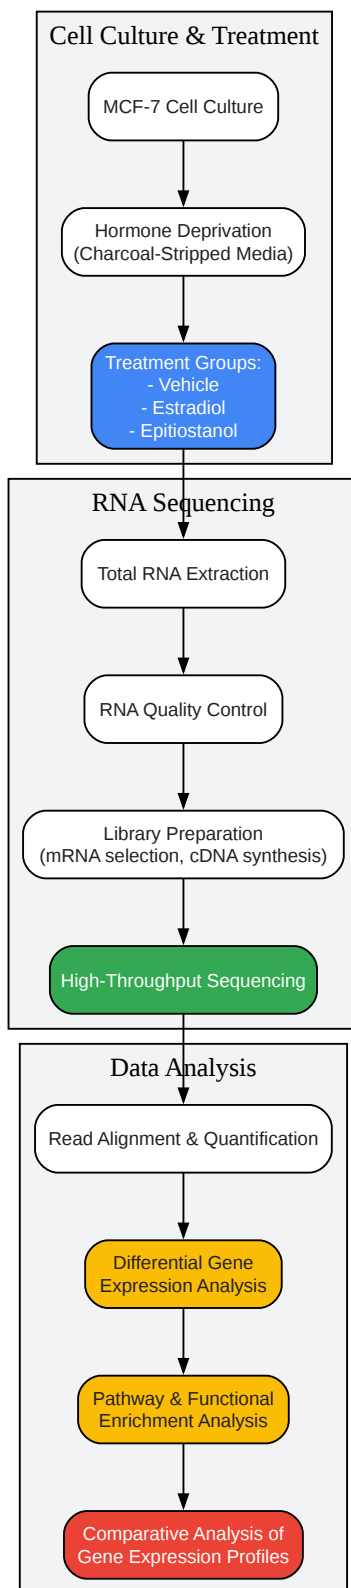 Cell Culture & Treatment
MCF-7 Cell Culture
Hormone Deprivation
(Charcoal-Stripped Media)
Treatment Groups:
- Vehicle
- Estradiol
- Epitiostanol
RNA Sequencing
Total RNA Extraction
RNA Quality Control
Library Preparation
(mRNA selection, cDNA synthesis)
High-Throughput Sequencing
Data Analysis
Read Alignment & Quantification
Differential Gene
Expression Analysis
Pathway & Functional
Enrichment Analysis
Comparative Analysis of
Gene Expression Profiles